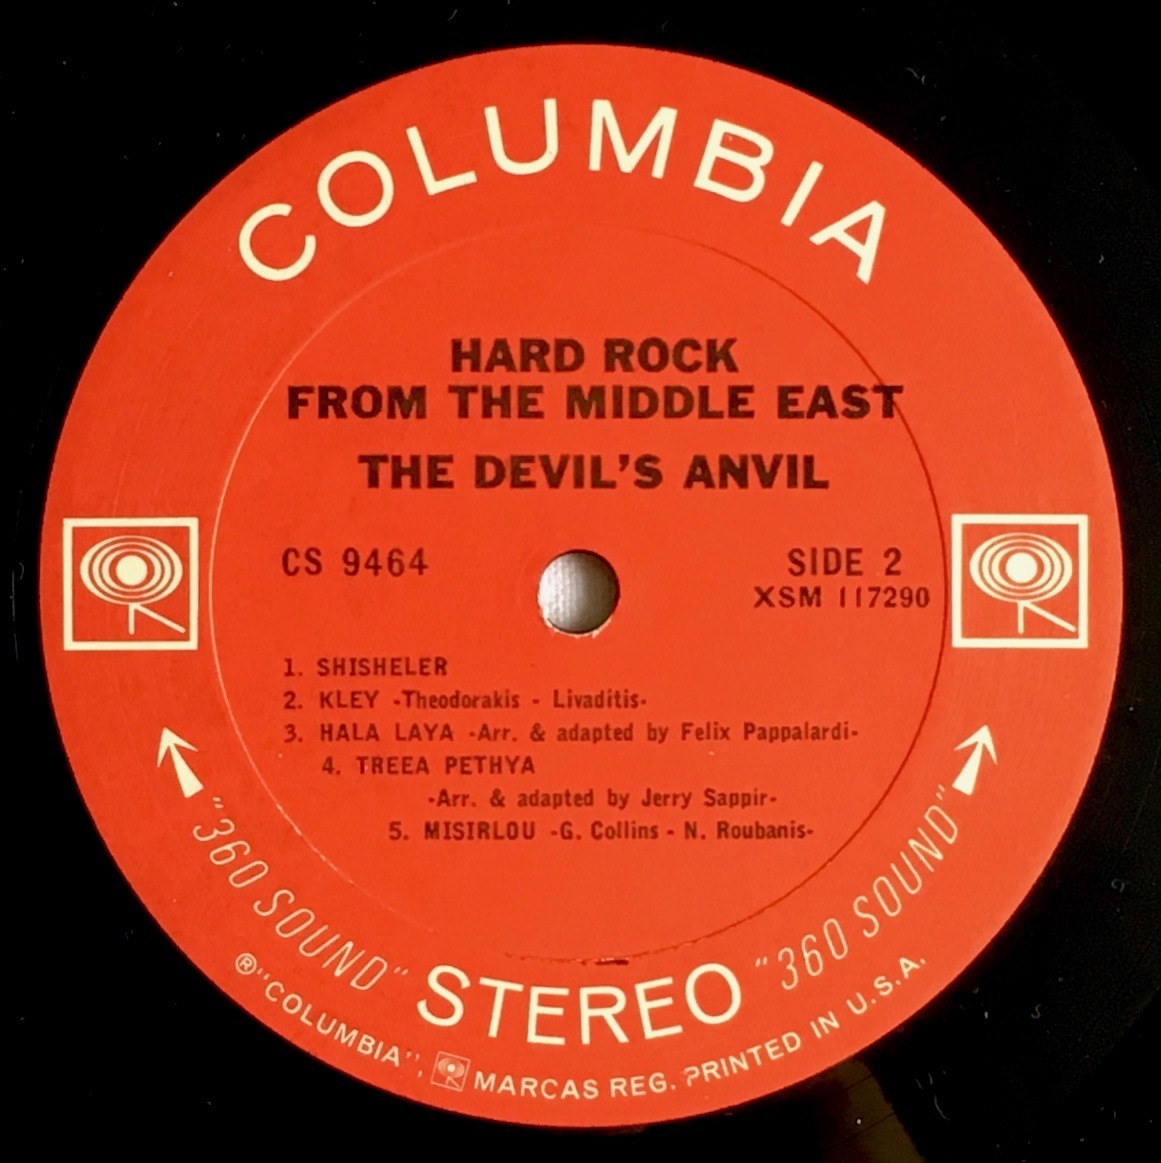 COLUMBIA
HARD ROCK
FROM THE MIDDLE EAST
THE DEVIL'S ANVIL
CS 9464
SIDE 2
XSM 117290
1. SHISHELER
2. KLEY -Theodorakis - Livaditis-
3. HALA LAYA -Arr. & adapted by Felix Pappalardi-
4. TREEA PETHYA
-Arr. & adapted by Jerry Sappir-
5. MISIRLOU -G. Collins - N. Roubanis-
"360 SOUND" STEREO "360 SOUND"
®"COLUMBIA", MARCAS REG. PRINTED IN U.S.A.